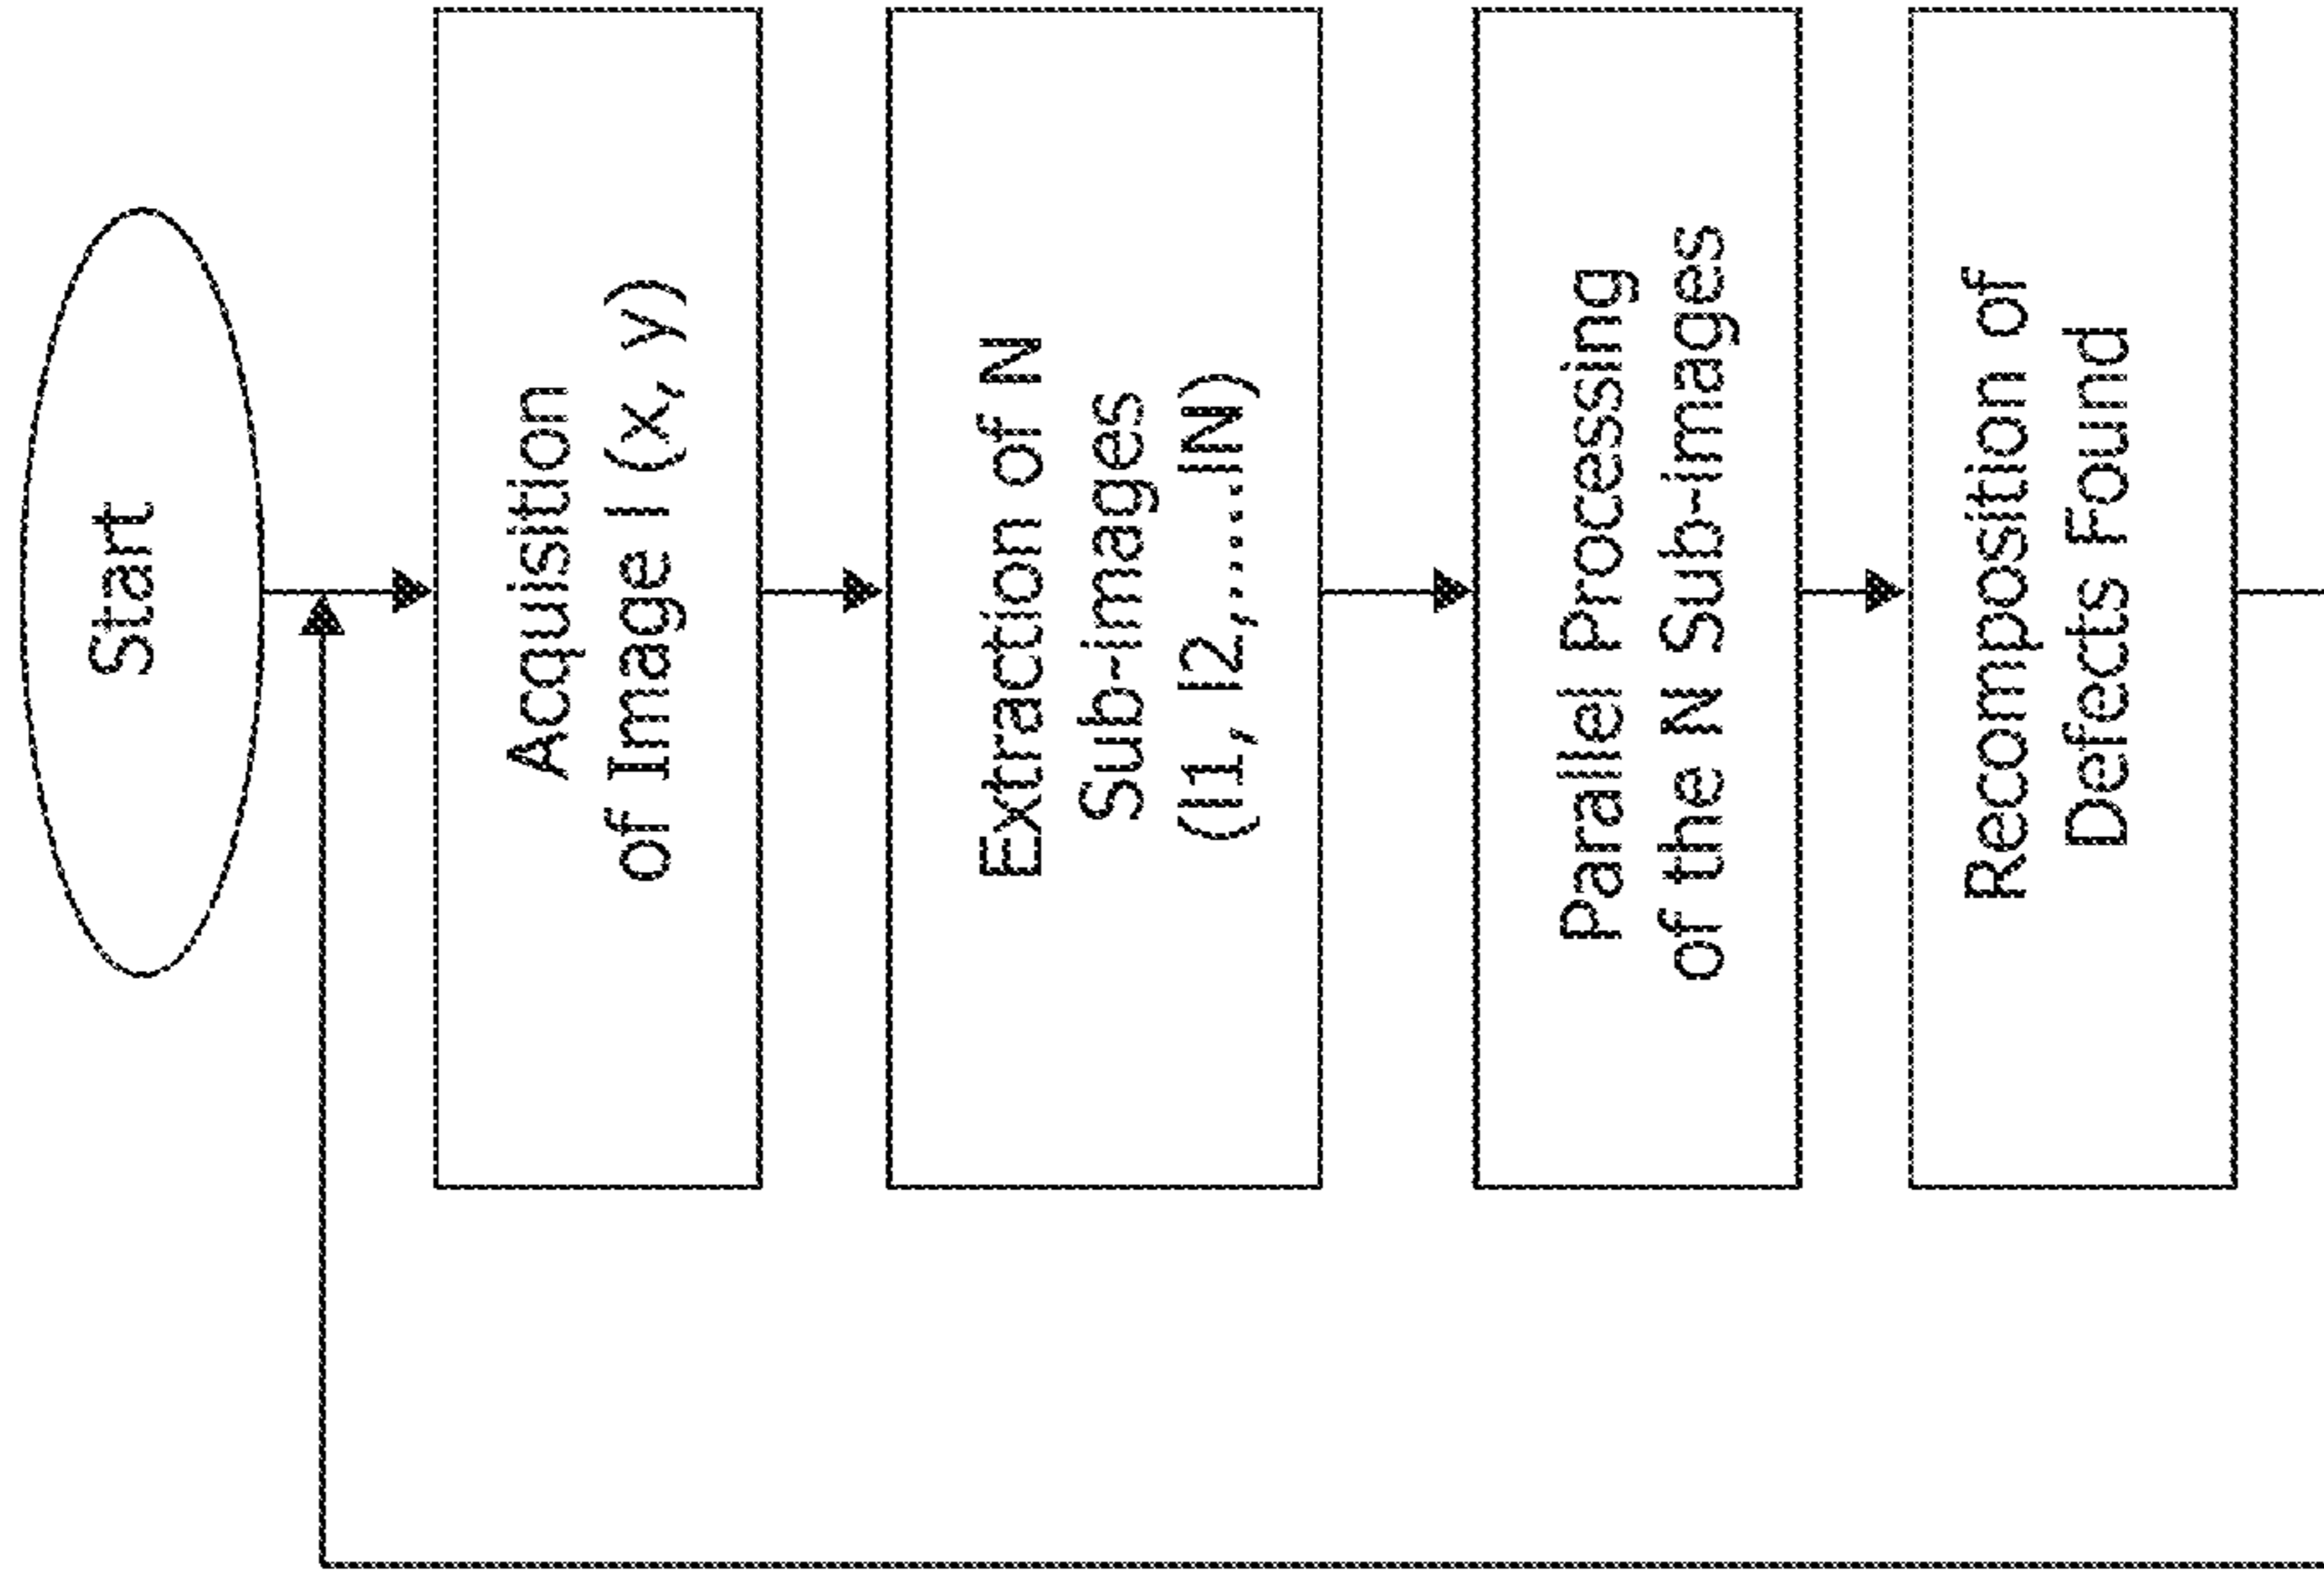 Start
Acquisition
of Image I (x, y)
Extraction of N
Sub-images
(I1, I2,.....IN)
Parallel Processing
of the N Sub-images
Recomposition of
Defects Found